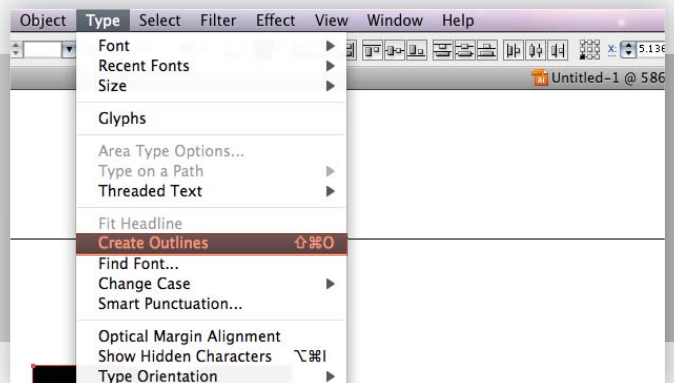 Object Type Select Filter Effect View Window Help
x: 5.136
Untitled-1 @ 586
Font
Recent Fonts
Size
Glyphs
Area Type Options...
Type on a Path
Threaded Text
Fit Headline
Create Outlines ⇧⌘O
Find Font...
Change Case
Smart Punctuation...
Optical Margin Alignment
Show Hidden Characters ⌥⌘I
Type Orientation